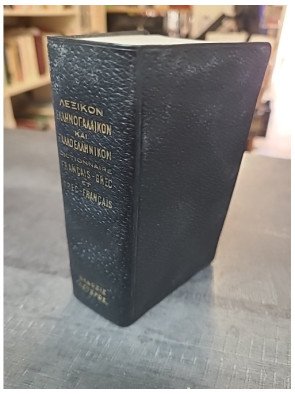 ΛΕΞΙΚΟΝ
ΕΛΛΗΝΟΓΑΛΛΙΚΟΝ
ΚΑΙ
ΓΑΛΛΟΕΛΛΗΝΙΚΟΝ
DICTIONNAIRE
FRANÇAIS-GREC
ET
GREC-FRANÇAIS